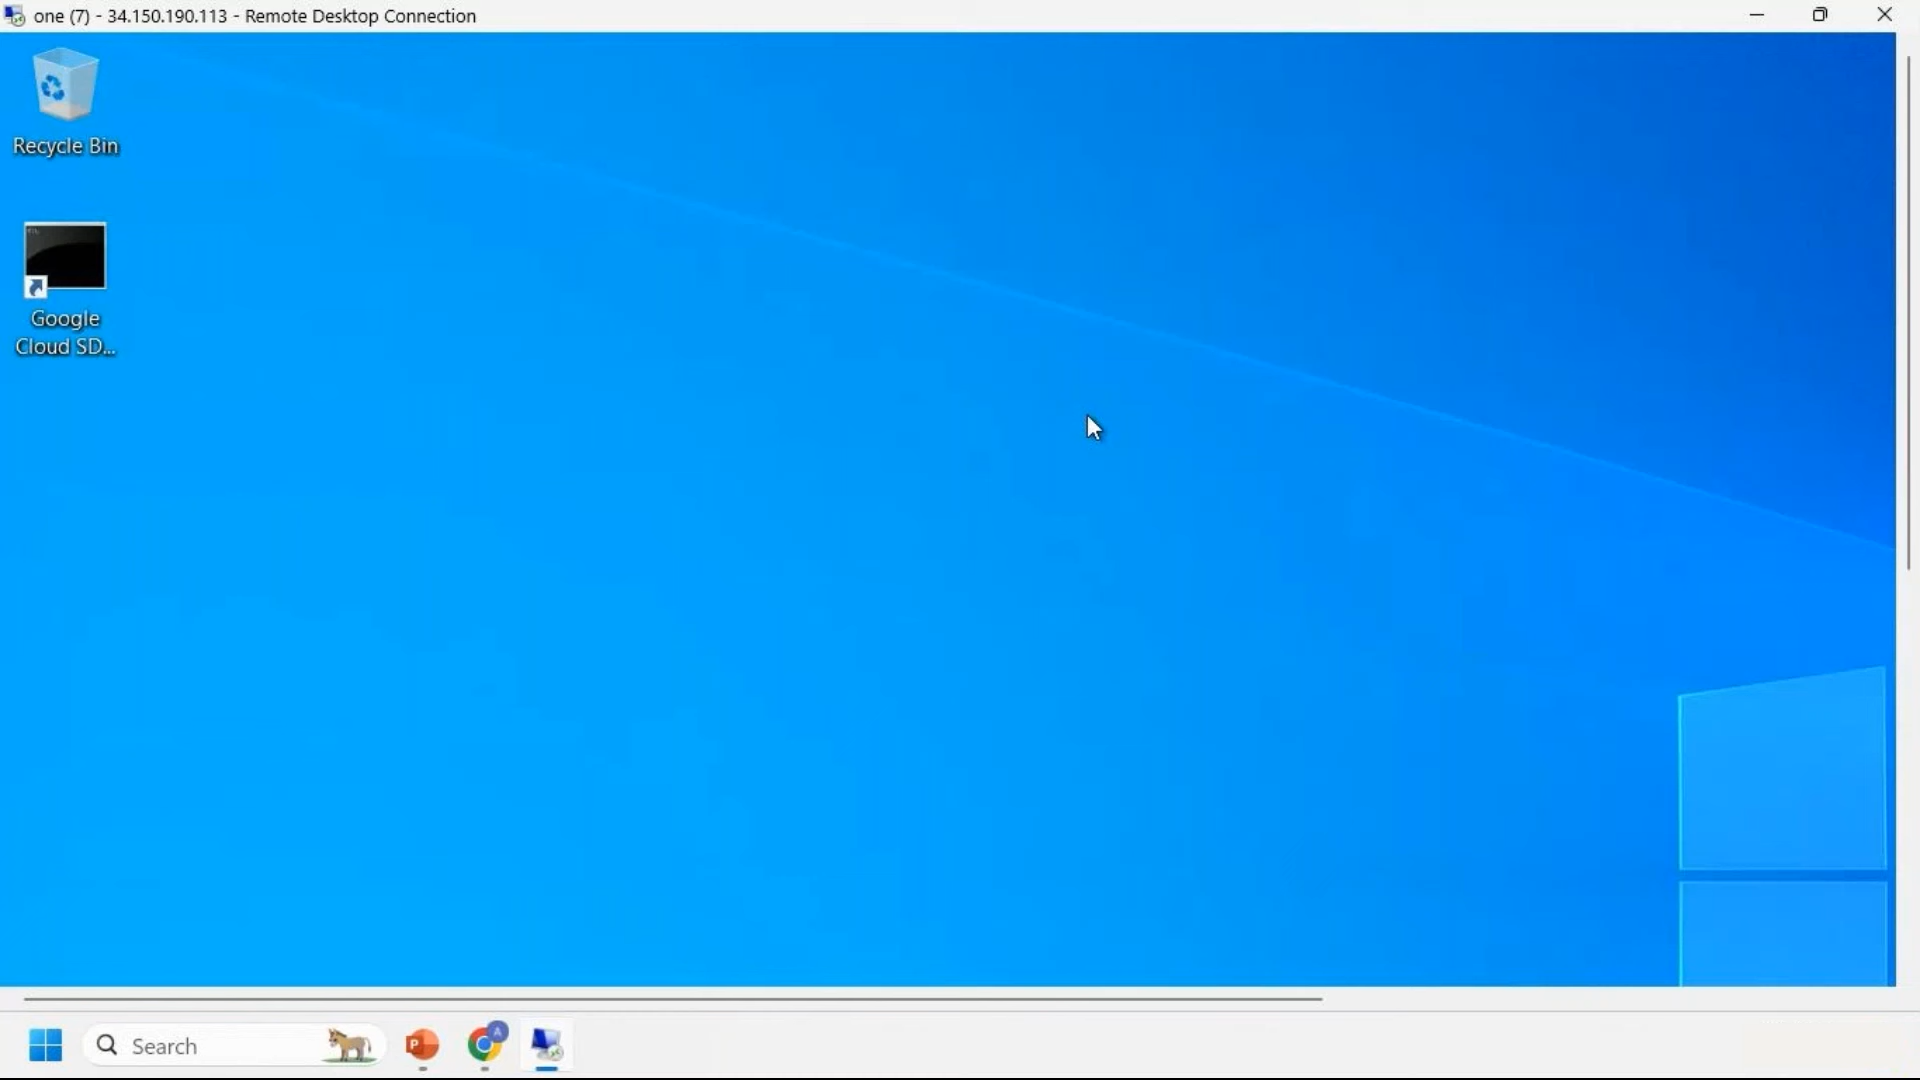 one (7) - 34.150.190.113 - Remote Desktop Connection
Recycle Bin
Google
Cloud SD...
Search
P
A